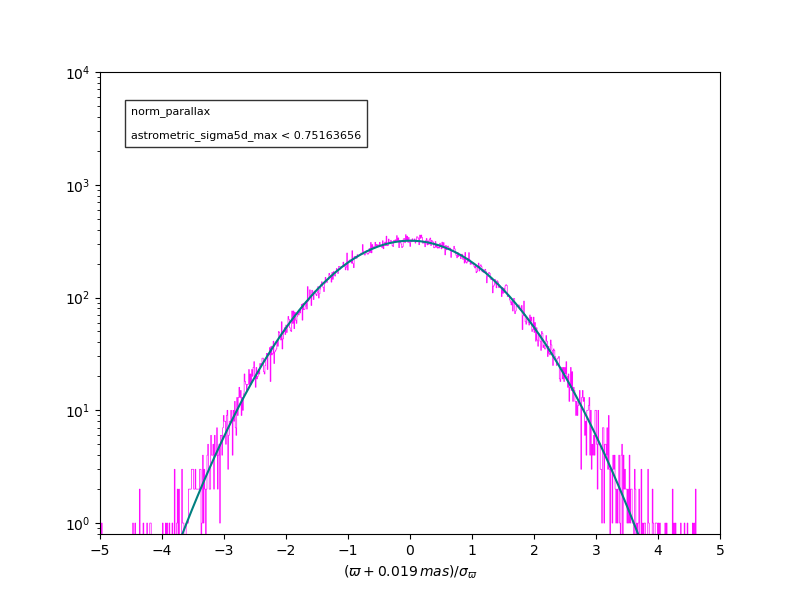 10⁴
norm_parallax
astrometric_sigma5d_max < 0.75163656
10³
10²
10¹
10⁰
−5 −4 −3 −2 −1 0 1 2 3 4 5
(ϖ + 0.019 mas)/σ_ϖ